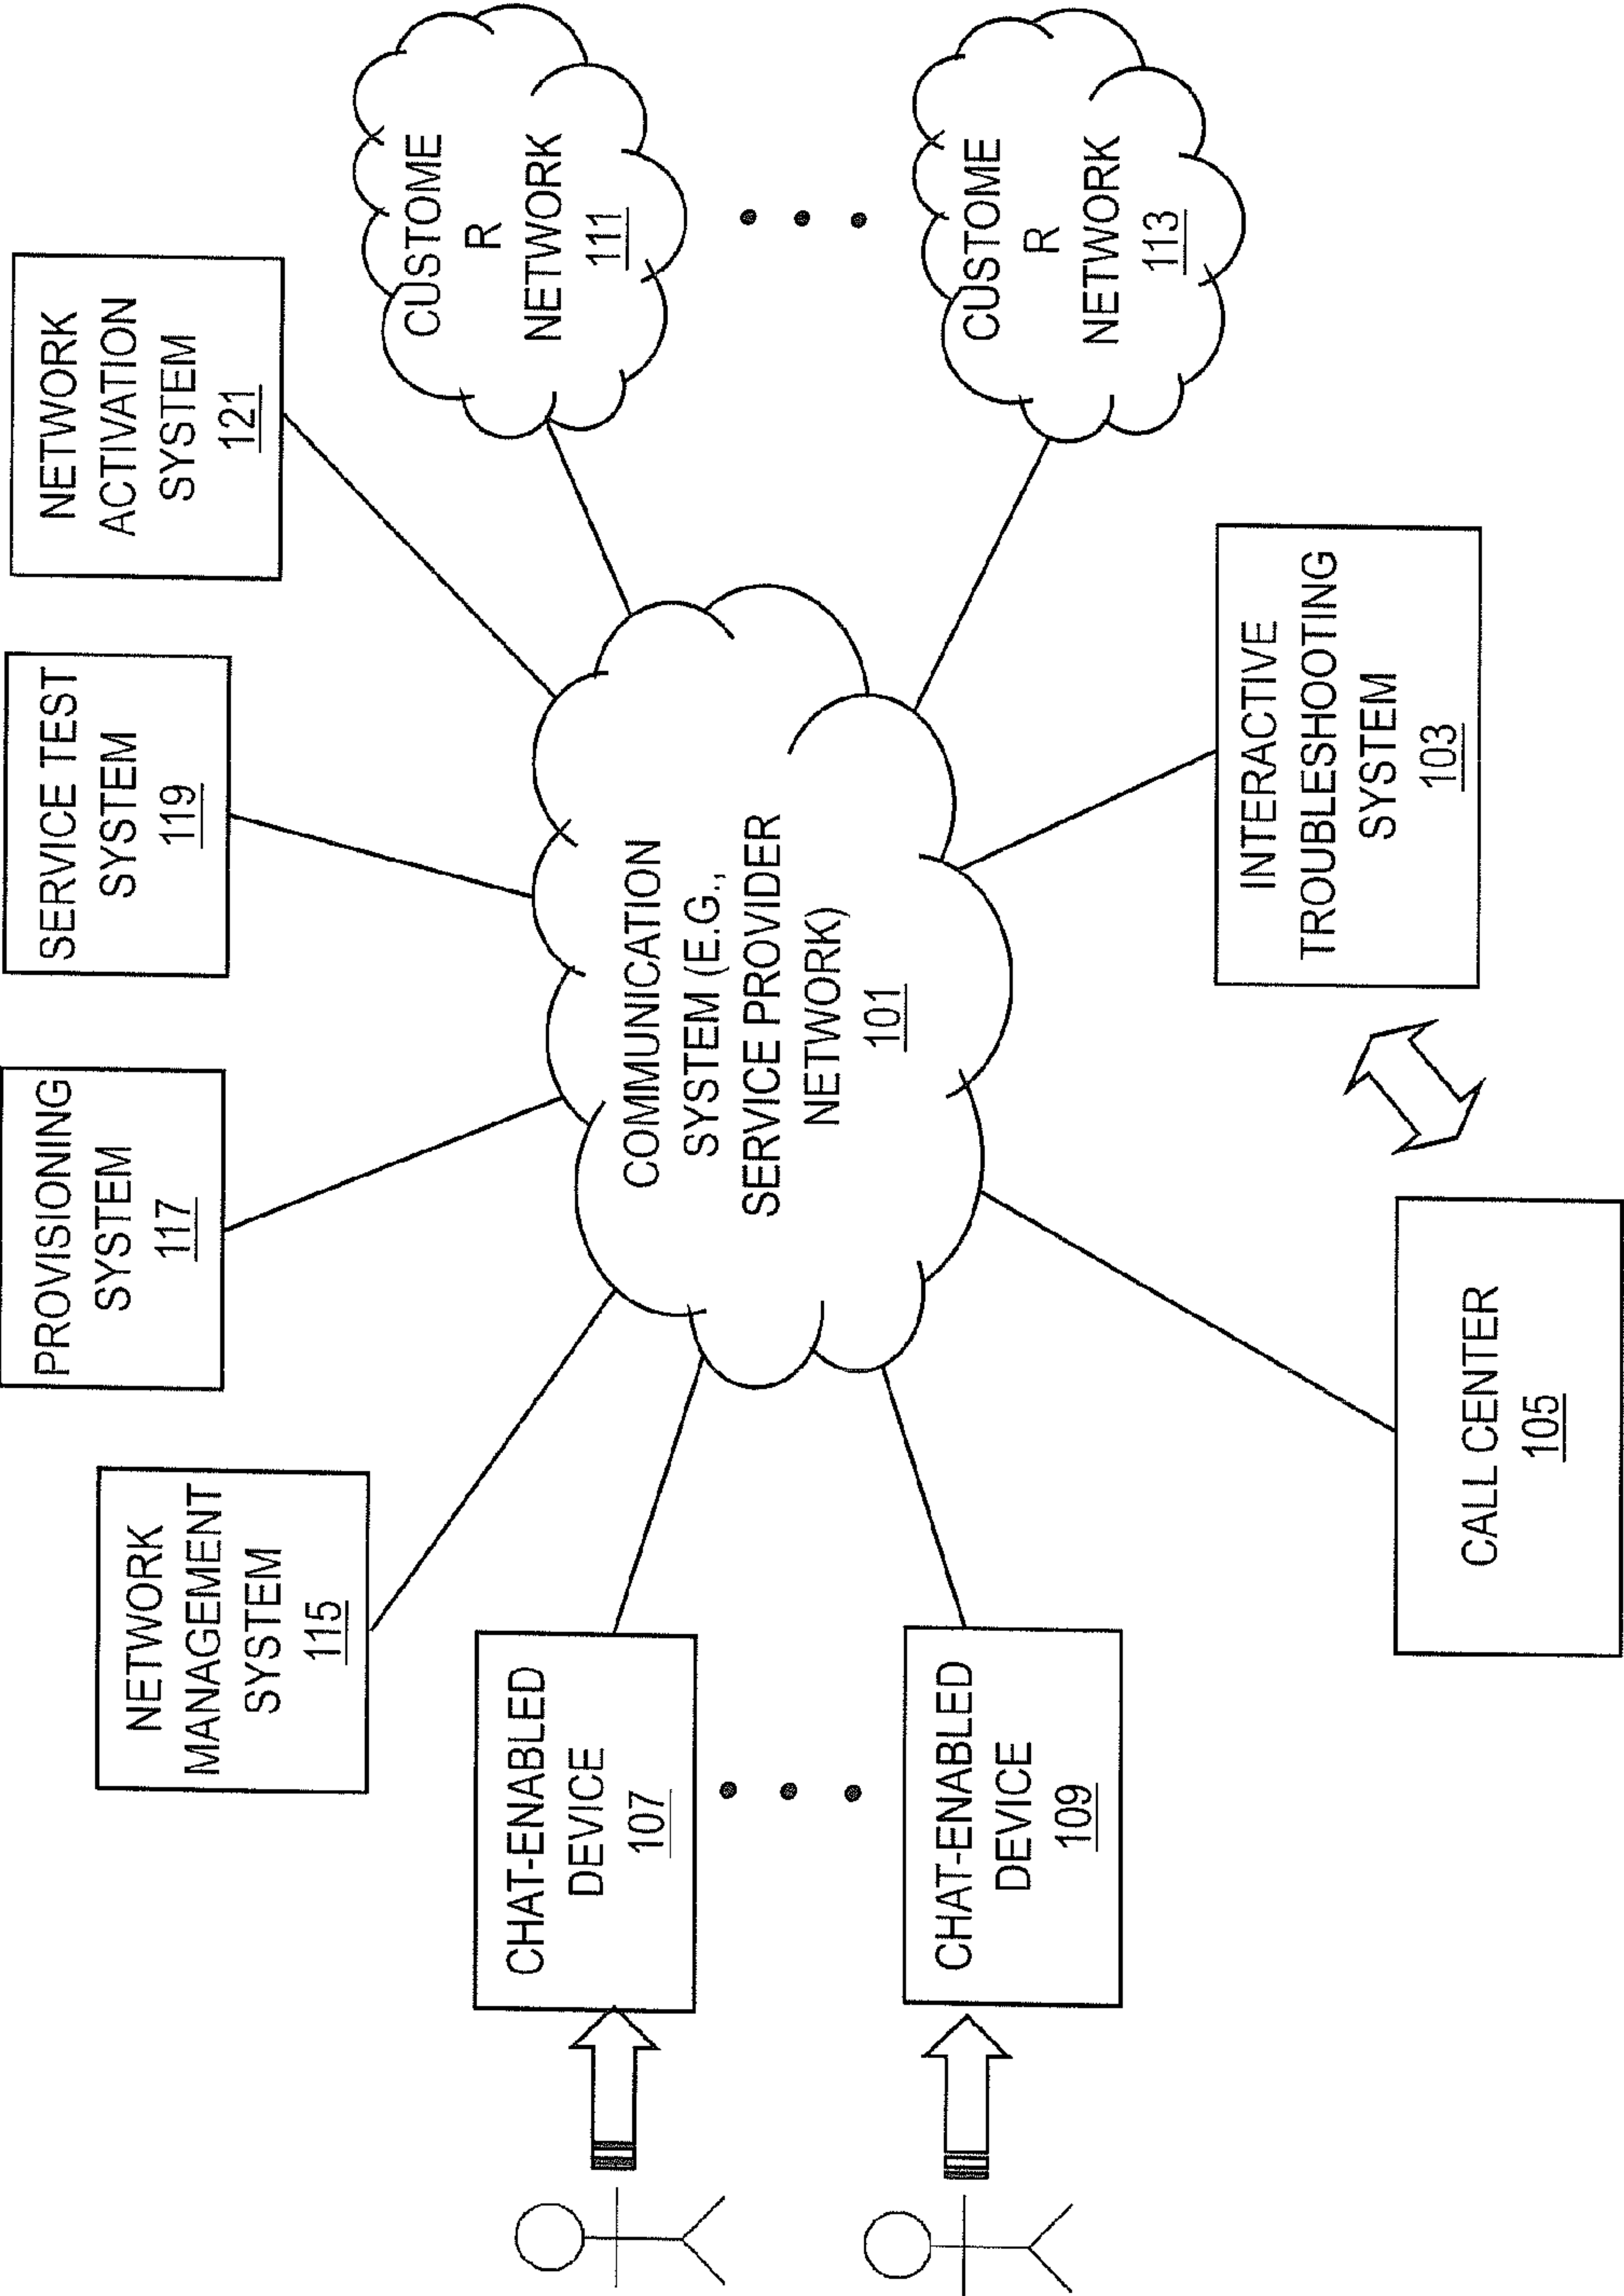 NETWORK
MANAGEMENT
SYSTEM
115
PROVISIONING
SYSTEM
117
SERVICE TEST
SYSTEM
119
NETWORK
ACTIVATION
SYSTEM
121
CHAT-ENABLED
DEVICE
107
CHAT-ENABLED
DEVICE
109
COMMUNICATION
SYSTEM (E.G.,
SERVICE PROVIDER
NETWORK)
101
CUSTOME
R
NETWORK
111
CUSTOME
R
NETWORK
113
CALL CENTER
105
INTERACTIVE
TROUBLESHOOTING
SYSTEM
103